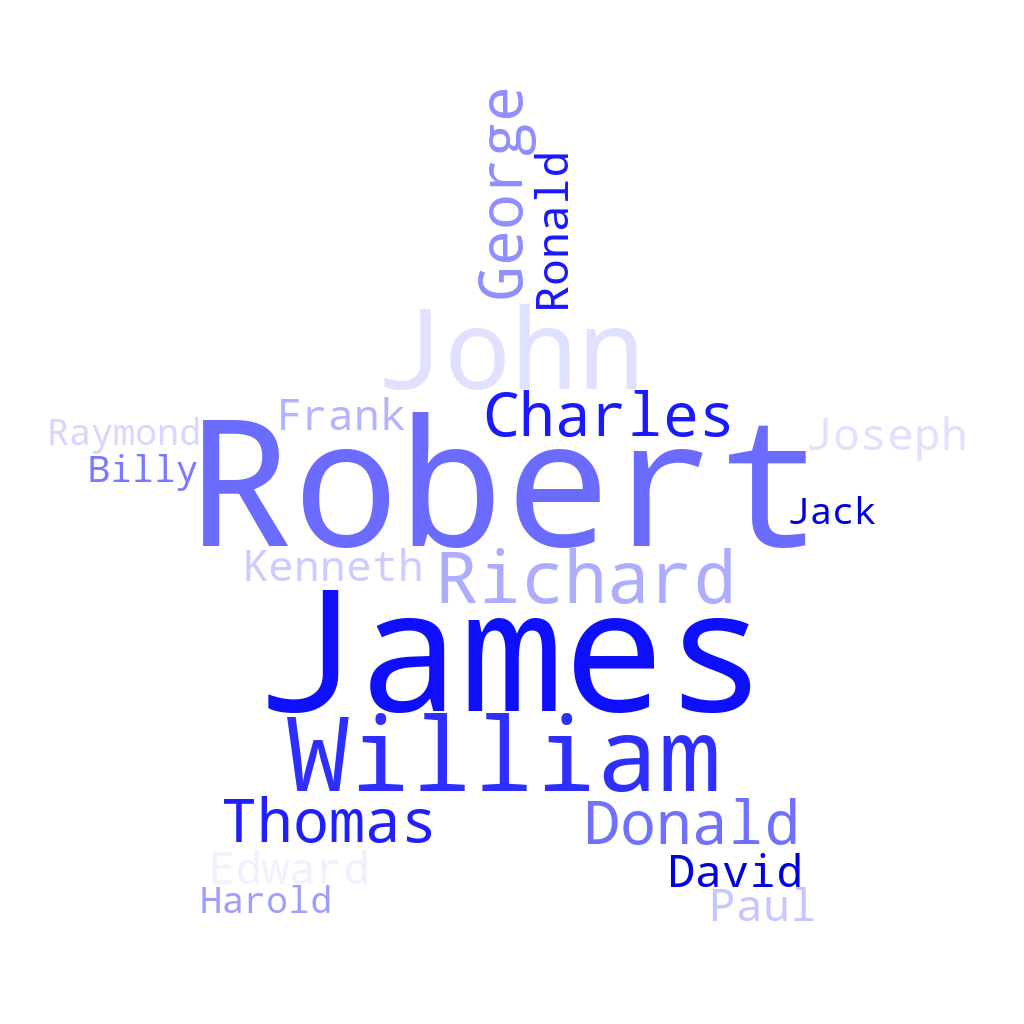 George
Ronald
John
Charles
Frank
Raymond
Joseph
Billy
Robert
Jack
Kenneth
Richard
James
William
Thomas
Donald
Edward
David
Harold
Paul